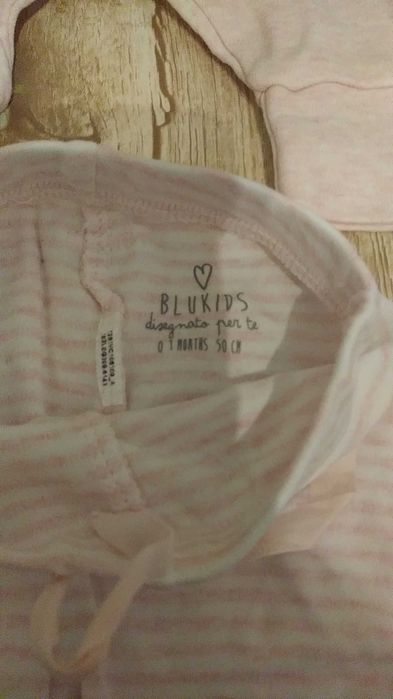 BLUKIDS
disegnato per te
0 1 MONTHS 50 CM